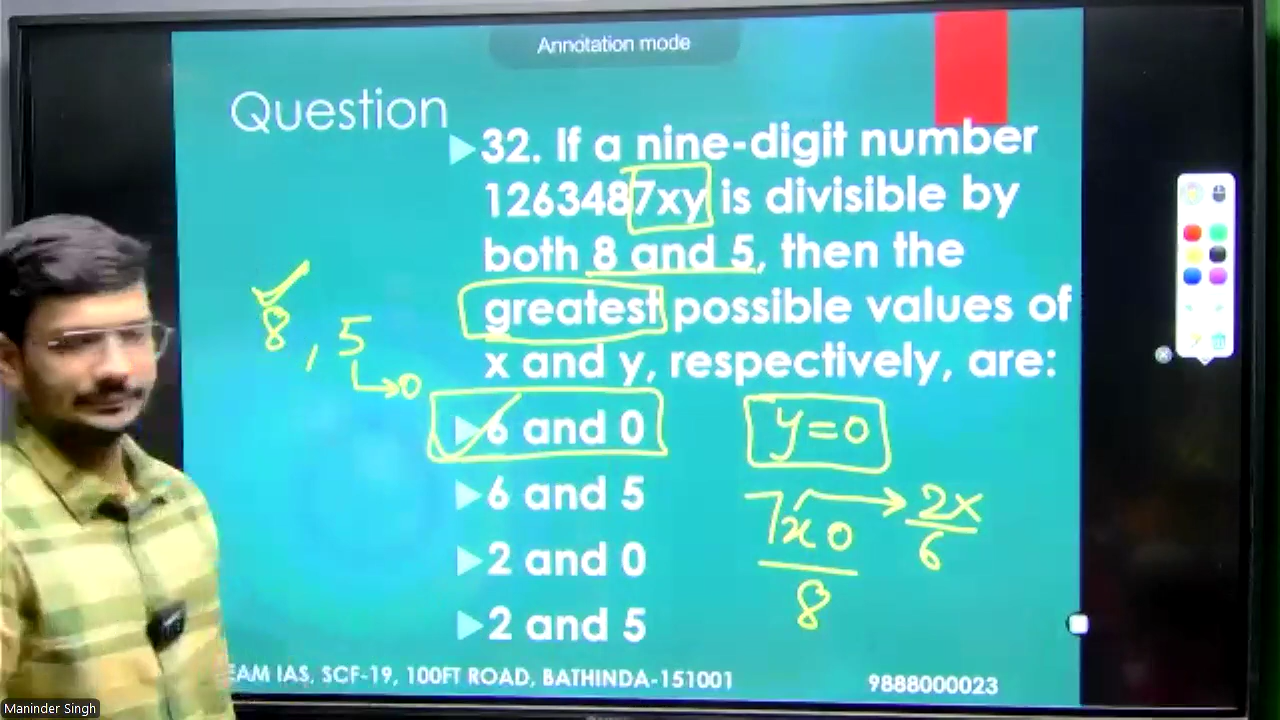 Annotation mode
Question
32. If a nine-digit number
1263487xy is divisible by
both 8 and 5, then the
greatest possible values of
x and y, respectively, are:
6 and 0
6 and 5
2 and 0
2 and 5
8, 5
→0
y=0
7x0
8
→ 2x
6
EAM IAS, SCF-19, 100FT ROAD, BATHINDA-151001
9888000023
Maninder Singh